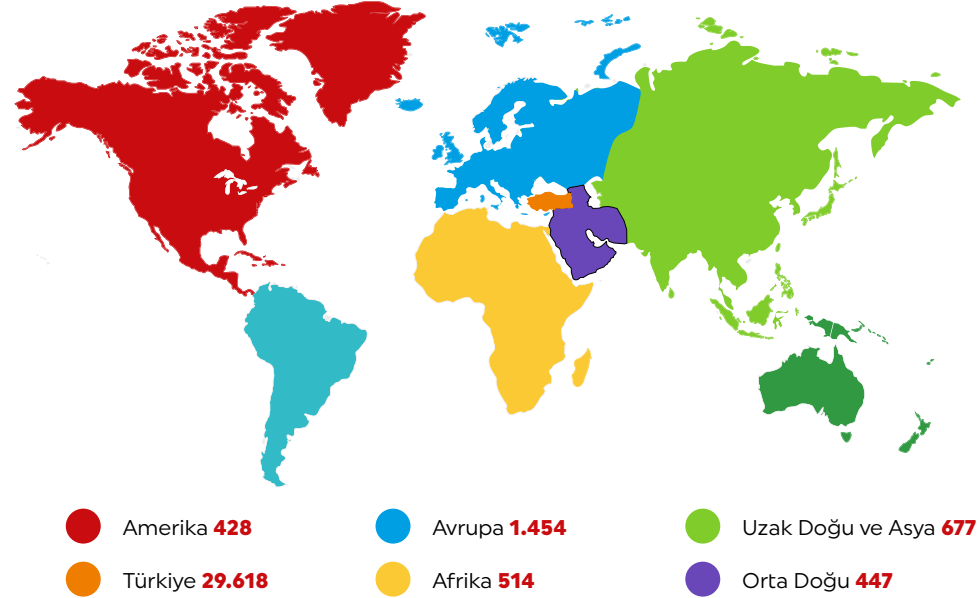 Amerika 428
Avrupa 1.454
Uzak Doğu ve Asya 677
Türkiye 29.618
Afrika 514
Orta Doğu 447